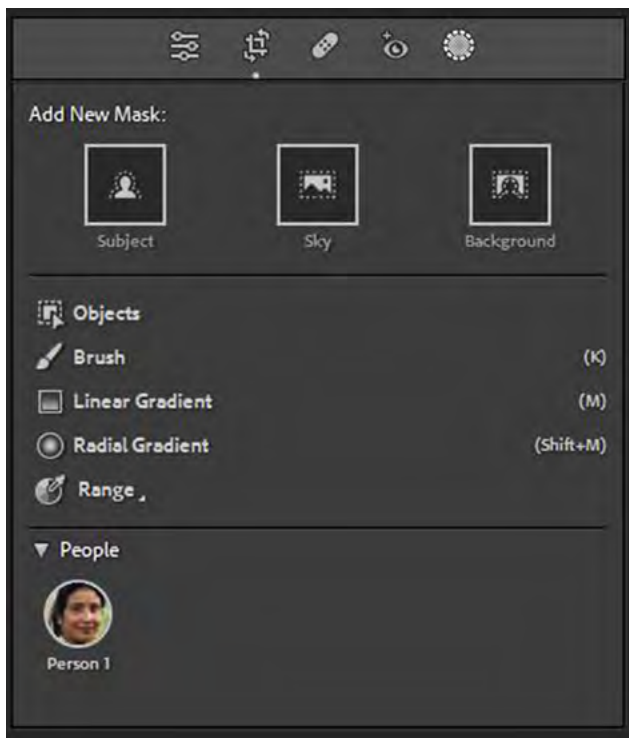 Add New Mask:
Subject Sky Background
Objects
Brush (K)
Linear Gradient (M)
Radial Gradient (Shift+M)
Range
People
Person 1